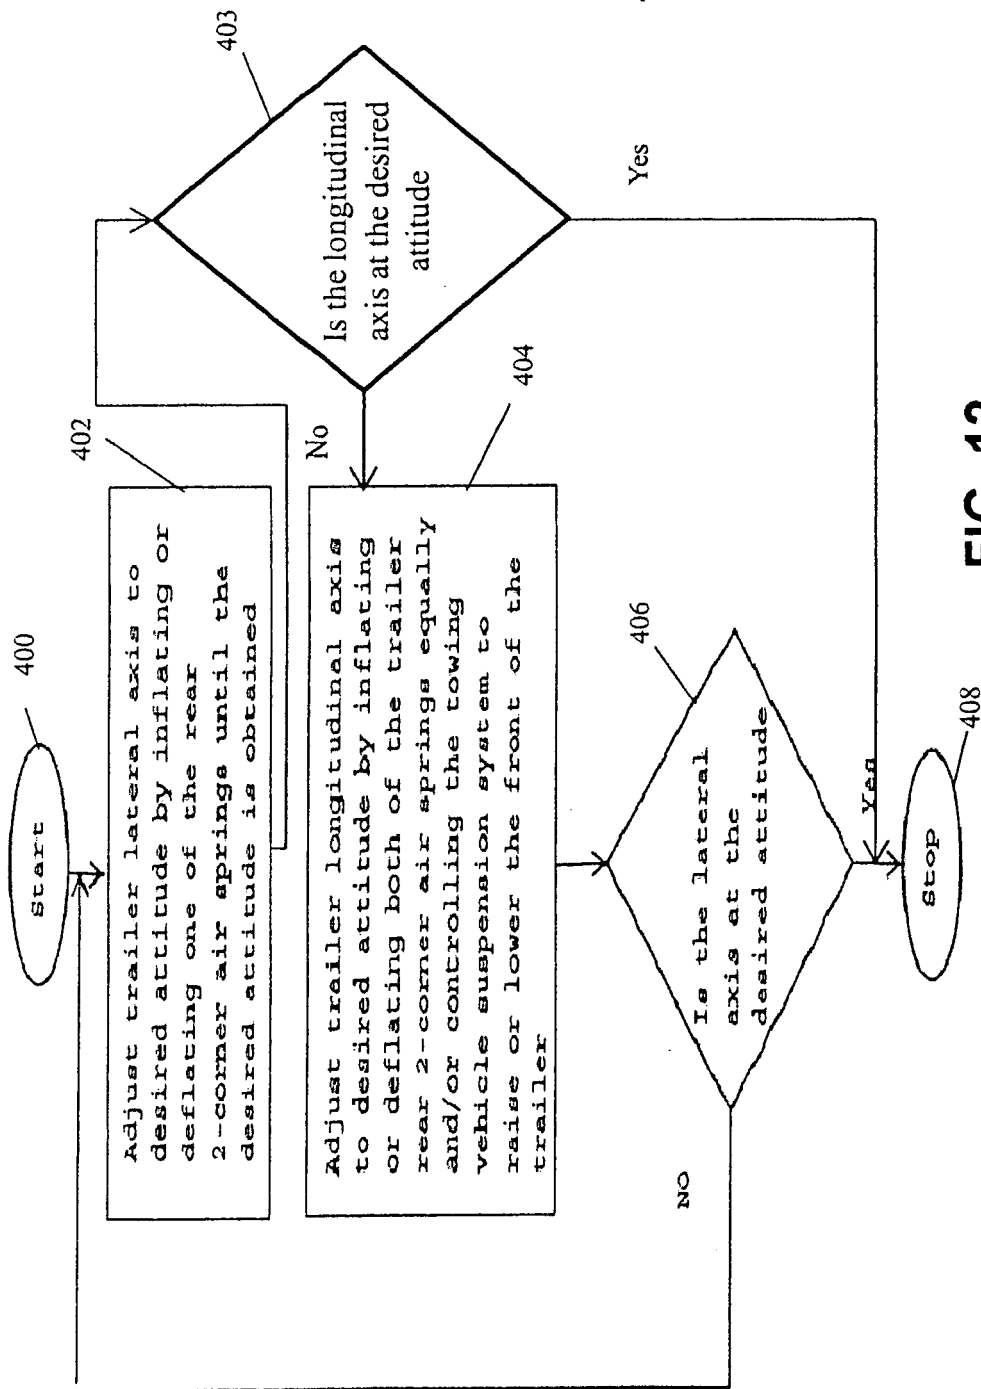 400
Start
402
Adjust trailer lateral axis to
desired attitude by inflating or
deflating one of the rear
2-corner air springs until the
desired attitude is obtained
403
Is the longitudinal
axis at the desired
attitude
No
Yes
404
Adjust trailer longitudinal axis
to desired attitude by inflating
or deflating both of the trailer
rear 2-corner air springs equally
and/or controlling the towing
vehicle suspension system to
raise or lower the front of the
trailer
406
Is the lateral
axis at the
desired attitude
NO
Yes
Stop
408